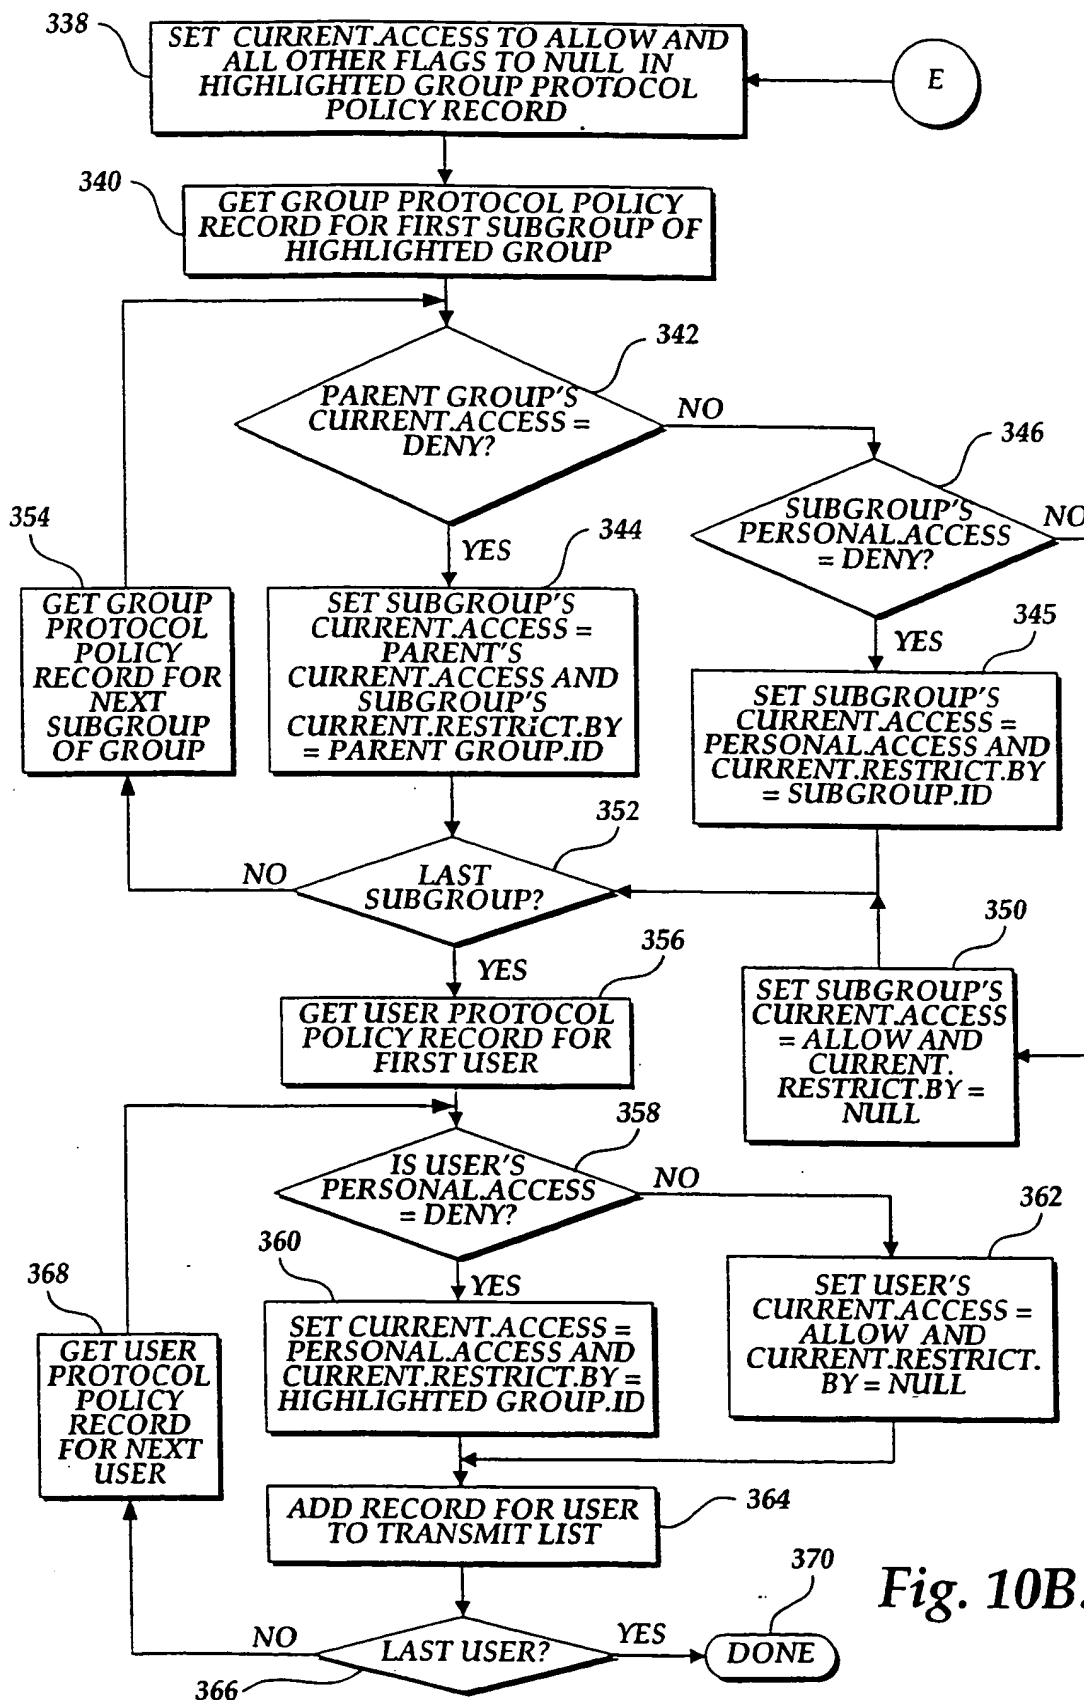 338
SET CURRENT.ACCESS TO ALLOW AND
ALL OTHER FLAGS TO NULL IN
HIGHLIGHTED GROUP PROTOCOL
POLICY RECORD
E
340
GET GROUP PROTOCOL POLICY
RECORD FOR FIRST SUBGROUP OF
HIGHLIGHTED GROUP
342
PARENT GROUP'S
CURRENT.ACCESS =
DENY?
NO
YES
346
SUBGROUP'S
PERSONAL.ACCESS
= DENY?
NO
YES
354
GET GROUP
PROTOCOL
POLICY
RECORD FOR
NEXT
SUBGROUP
OF GROUP
344
SET SUBGROUP'S
CURRENT.ACCESS =
PARENT'S
CURRENT.ACCESS AND
SUBGROUP'S
CURRENT.RESTRICT.BY
= PARENT GROUP.ID
345
SET SUBGROUP'S
CURRENT.ACCESS =
PERSONAL.ACCESS AND
CURRENT.RESTRICT.BY
= SUBGROUP.ID
352
LAST
SUBGROUP?
NO
YES
350
SET SUBGROUP'S
CURRENT.ACCESS
= ALLOW AND
CURRENT.
RESTRICT.BY =
NULL
356
GET USER PROTOCOL
POLICY RECORD FOR
FIRST USER
358
IS USER'S
PERSONAL.ACCESS
= DENY?
NO
YES
360
SET CURRENT.ACCESS =
PERSONAL.ACCESS AND
CURRENT.RESTRICT.BY =
HIGHLIGHTED GROUP.ID
362
SET USER'S
CURRENT.ACCESS =
ALLOW AND
CURRENT.RESTRICT.
BY = NULL
368
GET USER
PROTOCOL
POLICY
RECORD
FOR NEXT
USER
364
ADD RECORD FOR USER
TO TRANSMIT LIST
366
LAST USER?
NO
YES
370
DONE
Fig. 10B.